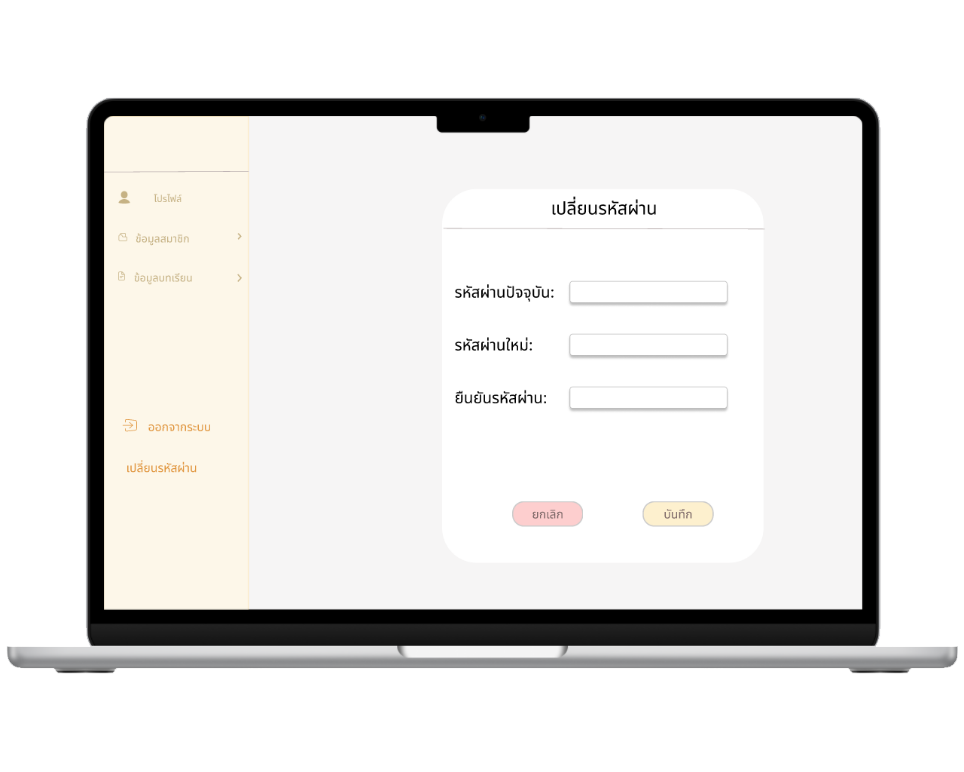 โปรไฟล์
ข้อมูลสมาชิก
ข้อมูลบทเรียน
ออกจากระบบ
เปลี่ยนรหัสผ่าน
เปลี่ยนรหัสผ่าน
รหัสผ่านปัจจุบัน:
รหัสผ่านใหม่:
ยืนยันรหัสผ่าน:
ยกเลิก
บันทึก